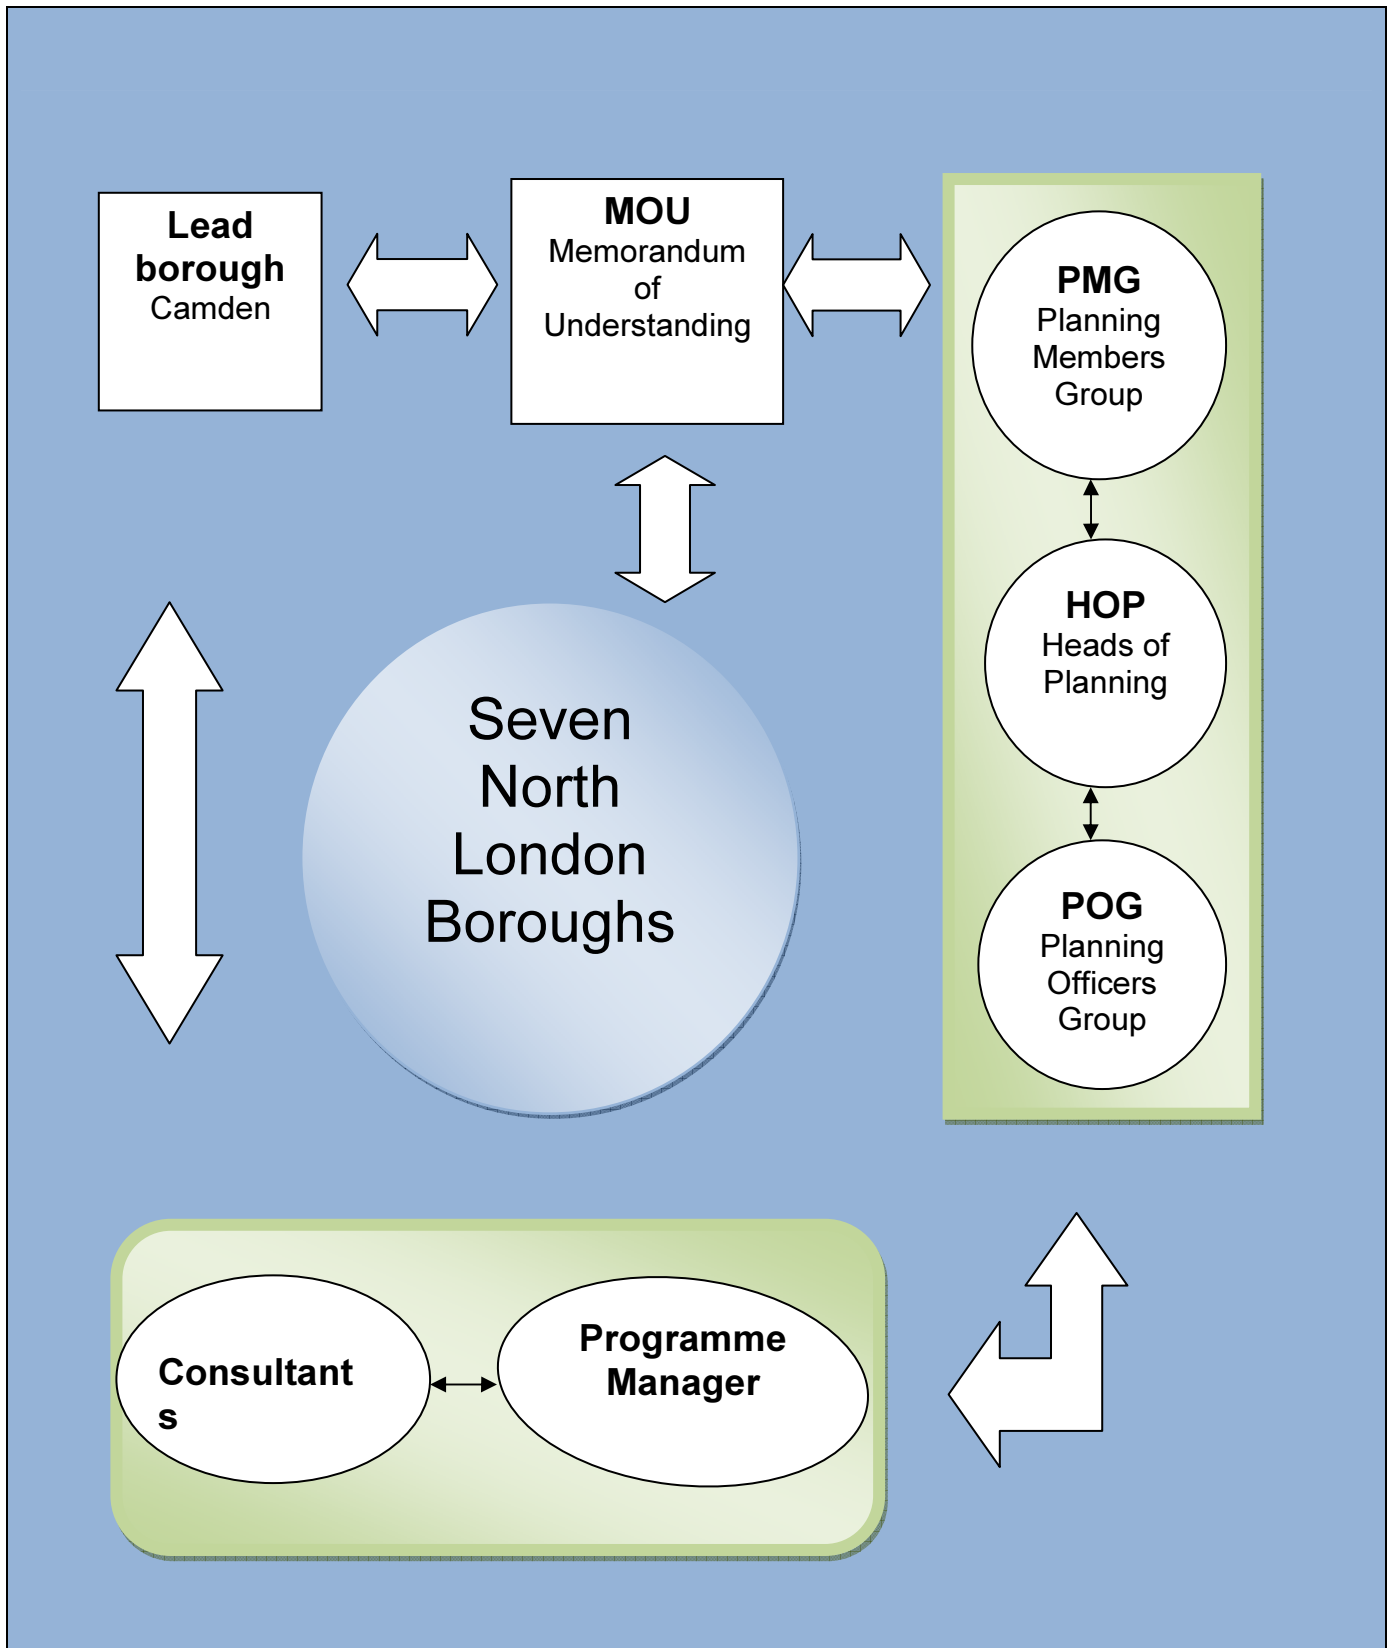 Lead
borough
Camden
MOU
Memorandum
of
Understanding
PMG
Planning
Members
Group
HOP
Heads of
Planning
POG
Planning
Officers
Group
Seven
North
London
Boroughs
Consultant
s
Programme
Manager